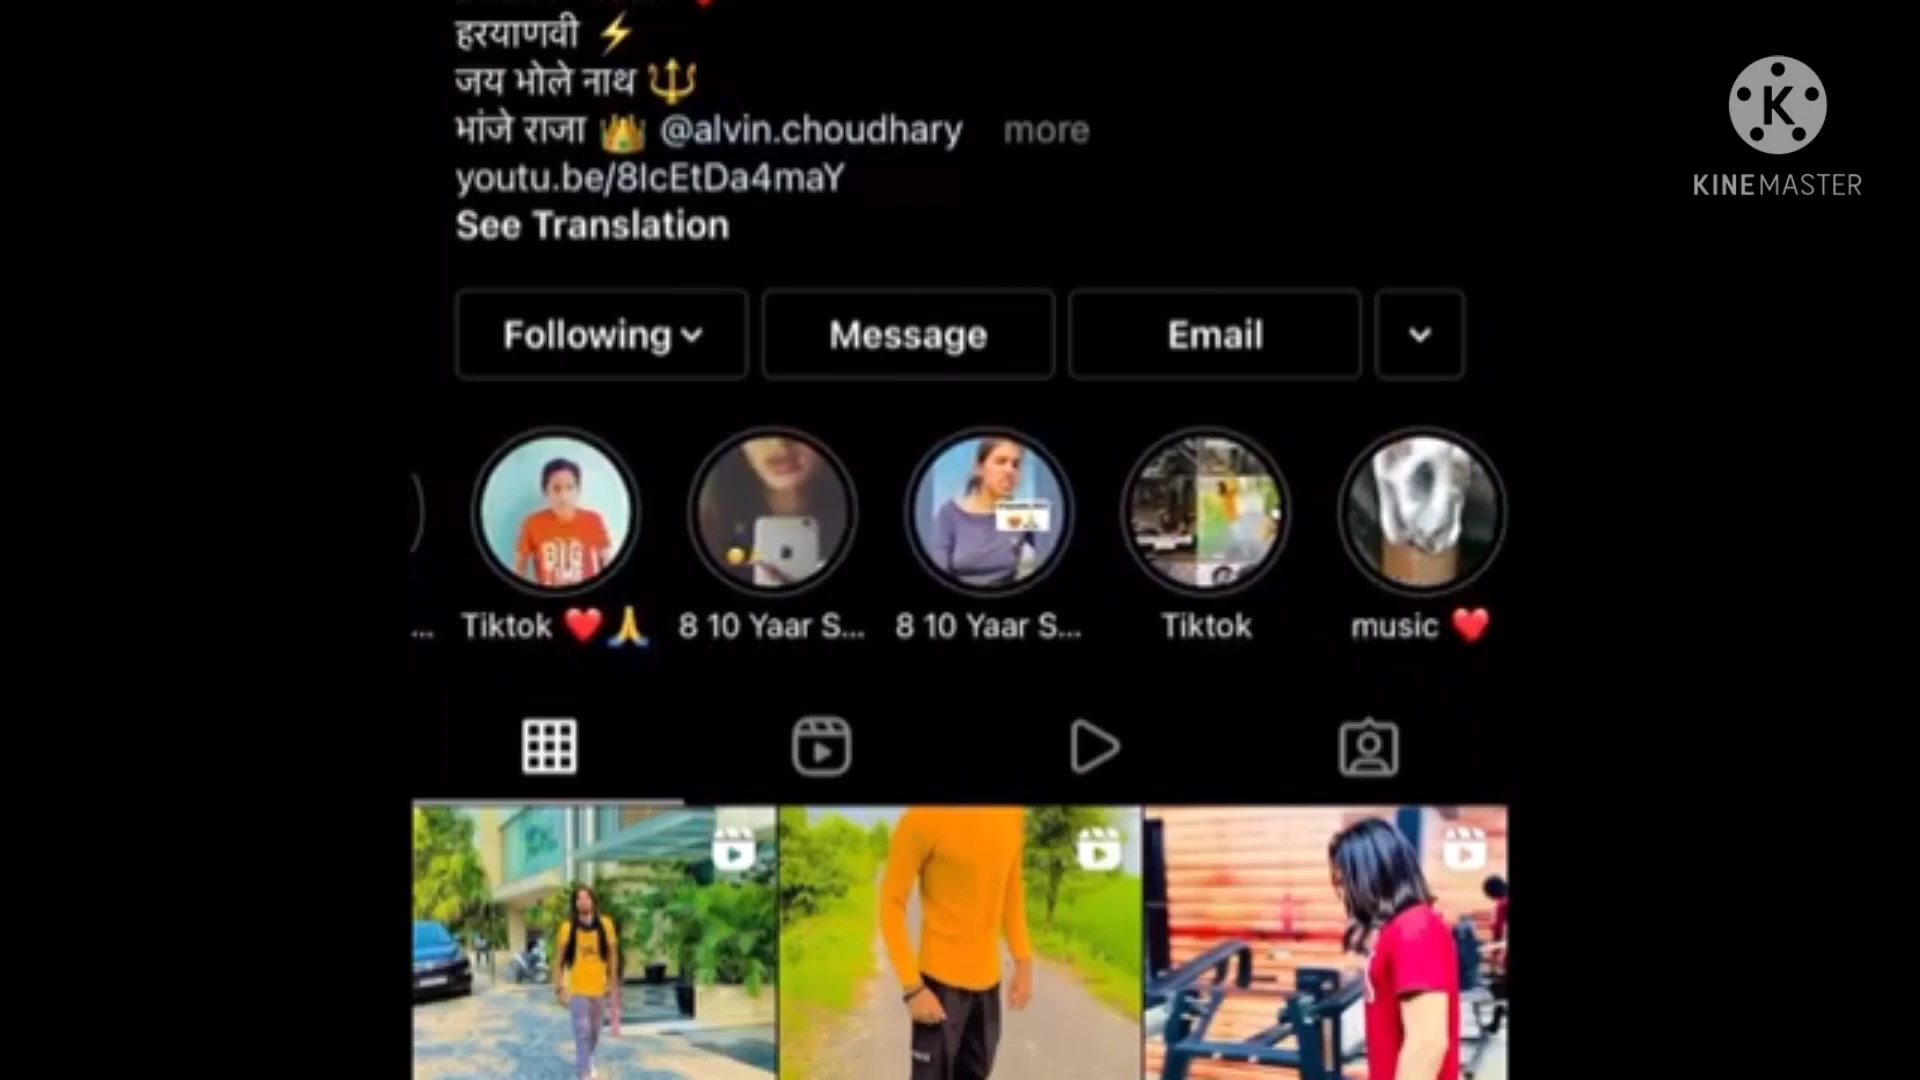 हरयाणवी ⚡
जय भोले नाथ 🔱
भांजे राजा 👑 @alvin.choudhary more
youtu.be/8IcEtDa4maY
See Translation
Following
Message
Email
BIG
... Tiktok ❤️🙏
8 10 Yaar S...
8 10 Yaar S...
Tiktok
music ❤️
K
KINEMASTER